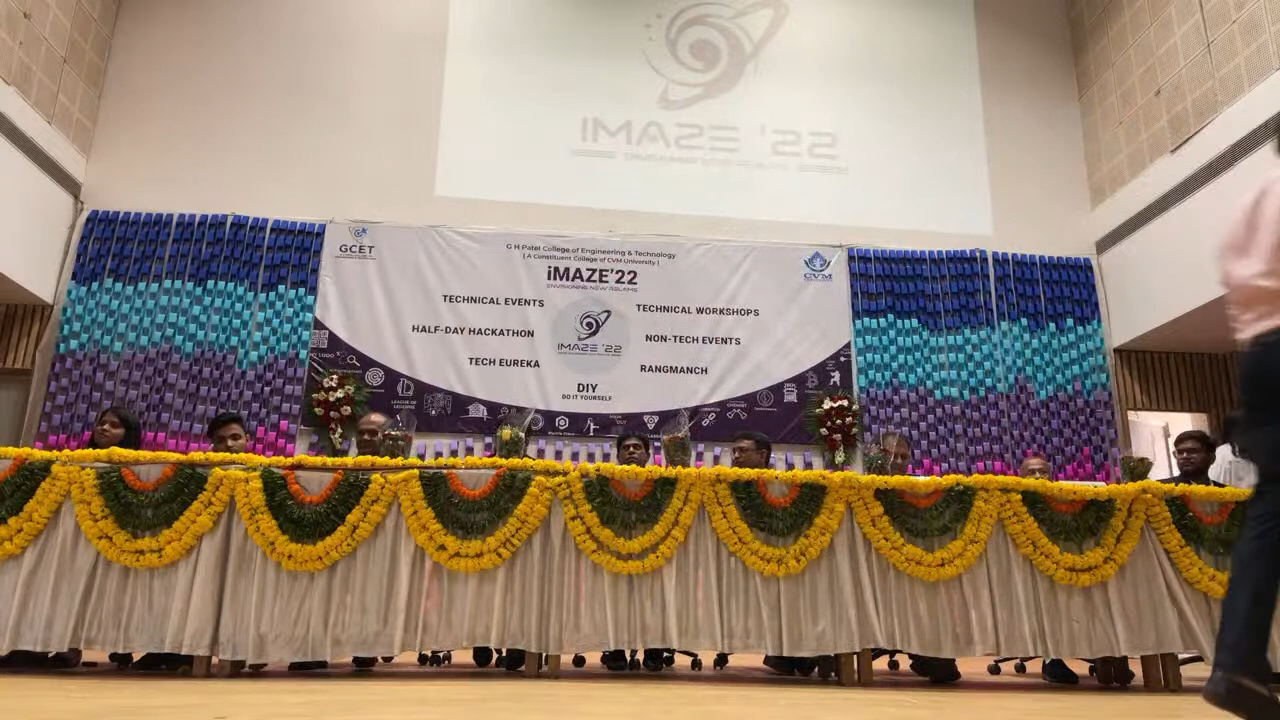 IMAZE '22
GCET
G H Patel College of Engineering & Technology
( A Constituent College of CVM University )
iMAZE'22
ENVISIONING NEW REALMS
CVM
TECHNICAL EVENTS
TECHNICAL WORKSHOPS
HALF-DAY HACKATHON
NON-TECH EVENTS
IMAZE '22
TECH EUREKA
RANGMANCH
DIY
DO IT YOURSELF
LEAGUE OF
LEGENDS